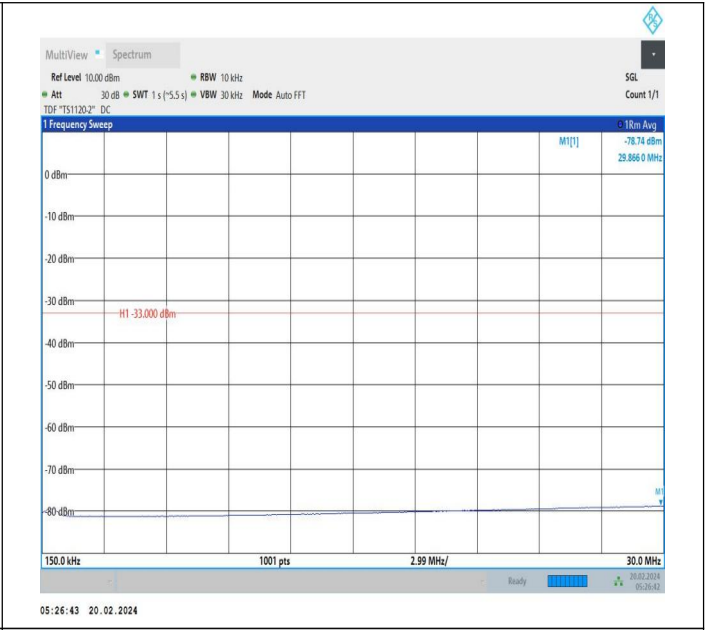 MultiView Spectrum
Ref Level 10.00 dBm RBW 10 kHz SGL
Att 30 dB SWT 1 s (~5.5 s) VBW 30 kHz Mode Auto FFT Count 1/1
TDF "TS1120-2" DC
1 Frequency Sweep 1Rm Avg
M1[1] -78.74 dBm
29.866 0 MHz
0 dBm
-10 dBm
-20 dBm
-30 dBm
H1 -33.000 dBm
-40 dBm
-50 dBm
-60 dBm
-70 dBm
M1
-80 dBm
150.0 kHz 1001 pts 2.99 MHz/ 30.0 MHz
Ready 20.02.2024
05:26:42
05:26:43 20.02.2024